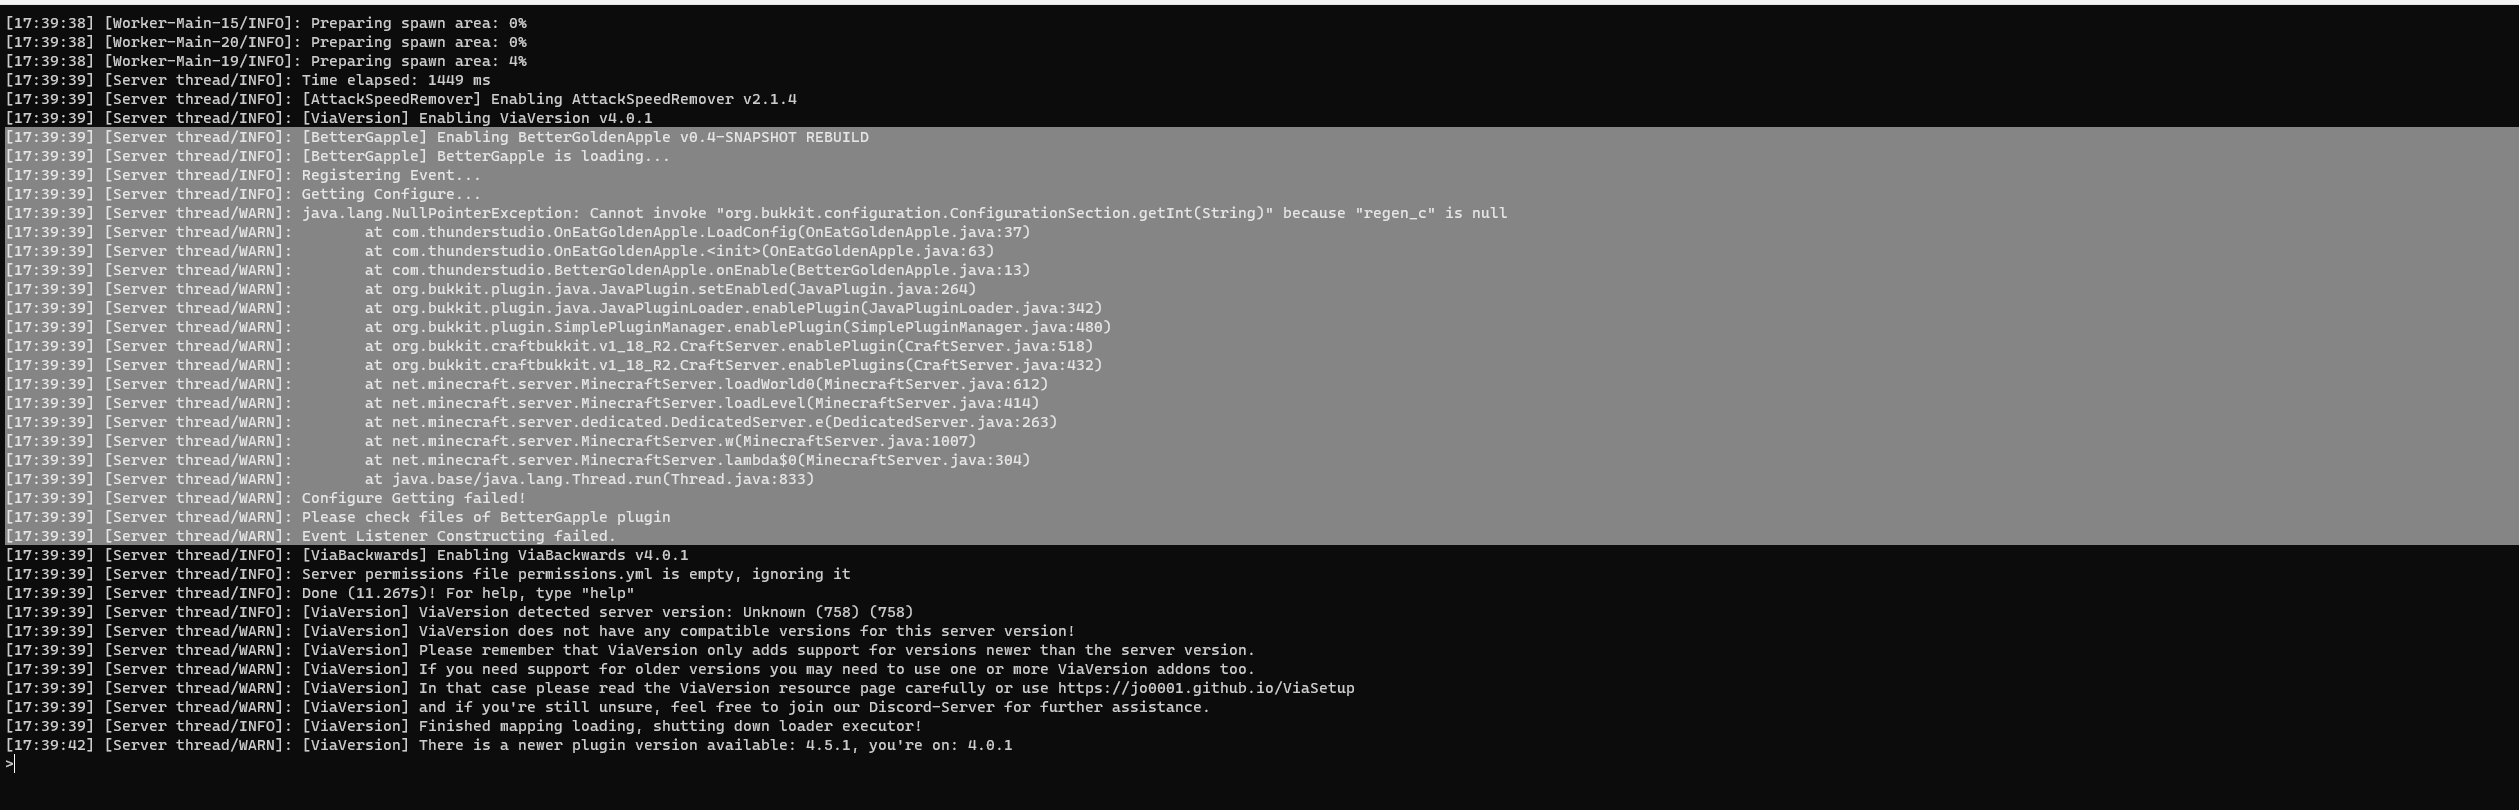 [17:39:38] [Worker-Main-15/INFO]: Preparing spawn area: 0%
[17:39:38] [Worker-Main-20/INFO]: Preparing spawn area: 0%
[17:39:38] [Worker-Main-19/INFO]: Preparing spawn area: 4%
[17:39:39] [Server thread/INFO]: Time elapsed: 1449 ms
[17:39:39] [Server thread/INFO]: [AttackSpeedRemover] Enabling AttackSpeedRemover v2.1.4
[17:39:39] [Server thread/INFO]: [ViaVersion] Enabling ViaVersion v4.0.1
[17:39:39] [Server thread/INFO]: [BetterGapple] Enabling BetterGoldenApple v0.4-SNAPSHOT REBUILD
[17:39:39] [Server thread/INFO]: [BetterGapple] BetterGapple is loading...
[17:39:39] [Server thread/INFO]: Registering Event...
[17:39:39] [Server thread/INFO]: Getting Configure...
[17:39:39] [Server thread/WARN]: java.lang.NullPointerException: Cannot invoke "org.bukkit.configuration.ConfigurationSection.getInt(String)" because "regen_c" is null
[17:39:39] [Server thread/WARN]:        at com.thunderstudio.OnEatGoldenApple.LoadConfig(OnEatGoldenApple.java:37)
[17:39:39] [Server thread/WARN]:        at com.thunderstudio.OnEatGoldenApple.<init>(OnEatGoldenApple.java:63)
[17:39:39] [Server thread/WARN]:        at com.thunderstudio.BetterGoldenApple.onEnable(BetterGoldenApple.java:13)
[17:39:39] [Server thread/WARN]:        at org.bukkit.plugin.java.JavaPlugin.setEnabled(JavaPlugin.java:264)
[17:39:39] [Server thread/WARN]:        at org.bukkit.plugin.java.JavaPluginLoader.enablePlugin(JavaPluginLoader.java:342)
[17:39:39] [Server thread/WARN]:        at org.bukkit.plugin.SimplePluginManager.enablePlugin(SimplePluginManager.java:480)
[17:39:39] [Server thread/WARN]:        at org.bukkit.craftbukkit.v1_18_R2.CraftServer.enablePlugin(CraftServer.java:518)
[17:39:39] [Server thread/WARN]:        at org.bukkit.craftbukkit.v1_18_R2.CraftServer.enablePlugins(CraftServer.java:432)
[17:39:39] [Server thread/WARN]:        at net.minecraft.server.MinecraftServer.loadWorld0(MinecraftServer.java:612)
[17:39:39] [Server thread/WARN]:        at net.minecraft.server.MinecraftServer.loadLevel(MinecraftServer.java:414)
[17:39:39] [Server thread/WARN]:        at net.minecraft.server.dedicated.DedicatedServer.e(DedicatedServer.java:263)
[17:39:39] [Server thread/WARN]:        at net.minecraft.server.MinecraftServer.w(MinecraftServer.java:1007)
[17:39:39] [Server thread/WARN]:        at net.minecraft.server.MinecraftServer.lambda$0(MinecraftServer.java:304)
[17:39:39] [Server thread/WARN]:        at java.base/java.lang.Thread.run(Thread.java:833)
[17:39:39] [Server thread/WARN]: Configure Getting failed!
[17:39:39] [Server thread/WARN]: Please check files of BetterGapple plugin
[17:39:39] [Server thread/WARN]: Event Listener Constructing failed.
[17:39:39] [Server thread/INFO]: [ViaBackwards] Enabling ViaBackwards v4.0.1
[17:39:39] [Server thread/INFO]: Server permissions file permissions.yml is empty, ignoring it
[17:39:39] [Server thread/INFO]: Done (11.267s)! For help, type "help"
[17:39:39] [Server thread/INFO]: [ViaVersion] ViaVersion detected server version: Unknown (758) (758)
[17:39:39] [Server thread/WARN]: [ViaVersion] ViaVersion does not have any compatible versions for this server version!
[17:39:39] [Server thread/WARN]: [ViaVersion] Please remember that ViaVersion only adds support for versions newer than the server version.
[17:39:39] [Server thread/WARN]: [ViaVersion] If you need support for older versions you may need to use one or more ViaVersion addons too.
[17:39:39] [Server thread/WARN]: [ViaVersion] In that case please read the ViaVersion resource page carefully or use https://jo0001.github.io/ViaSetup
[17:39:39] [Server thread/WARN]: [ViaVersion] and if you're still unsure, feel free to join our Discord-Server for further assistance.
[17:39:39] [Server thread/INFO]: [ViaVersion] Finished mapping loading, shutting down loader executor!
[17:39:42] [Server thread/WARN]: [ViaVersion] There is a newer plugin version available: 4.5.1, you're on: 4.0.1
>